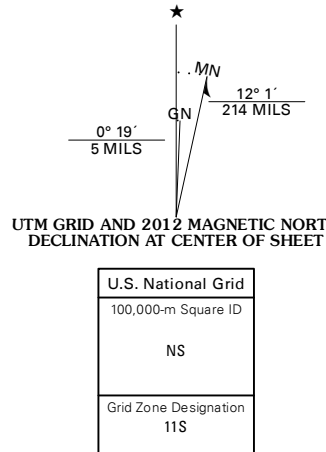 ★
MN
GN
12° 1´
214 MILS
0° 19´
5 MILS
UTM GRID AND 2012 MAGNETIC NORT
DECLINATION AT CENTER OF SHEET
U.S. National Grid
100,000-m Square ID
NS
Grid Zone Designation
11S